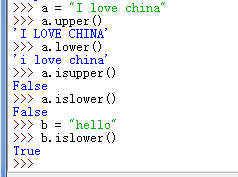 >>> a = "I love china"
>>> a.upper()
'I LOVE CHINA'
>>> a.lower()
'i love china'
>>> a.isupper()
False
>>> a.islower()
False
>>> b = "hello"
>>> b.islower()
True
>>>